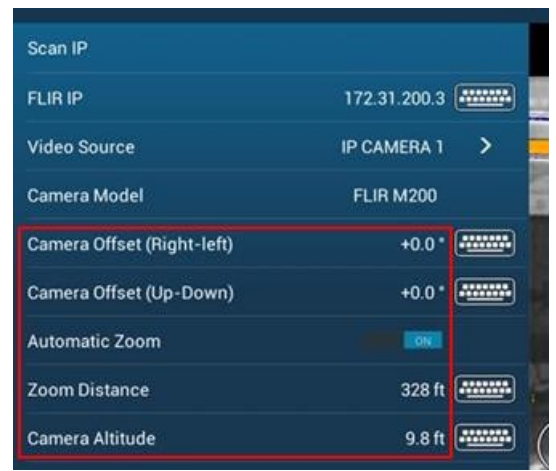 Scan IP
FLIR IP 172.31.200.3
Video Source IP CAMERA 1 >
Camera Model FLIR M200
Camera Offset (Right-left) +0.0 °
Camera Offset (Up-Down) +0.0 °
Automatic Zoom ON
Zoom Distance 328 ft
Camera Altitude 9.8 ft